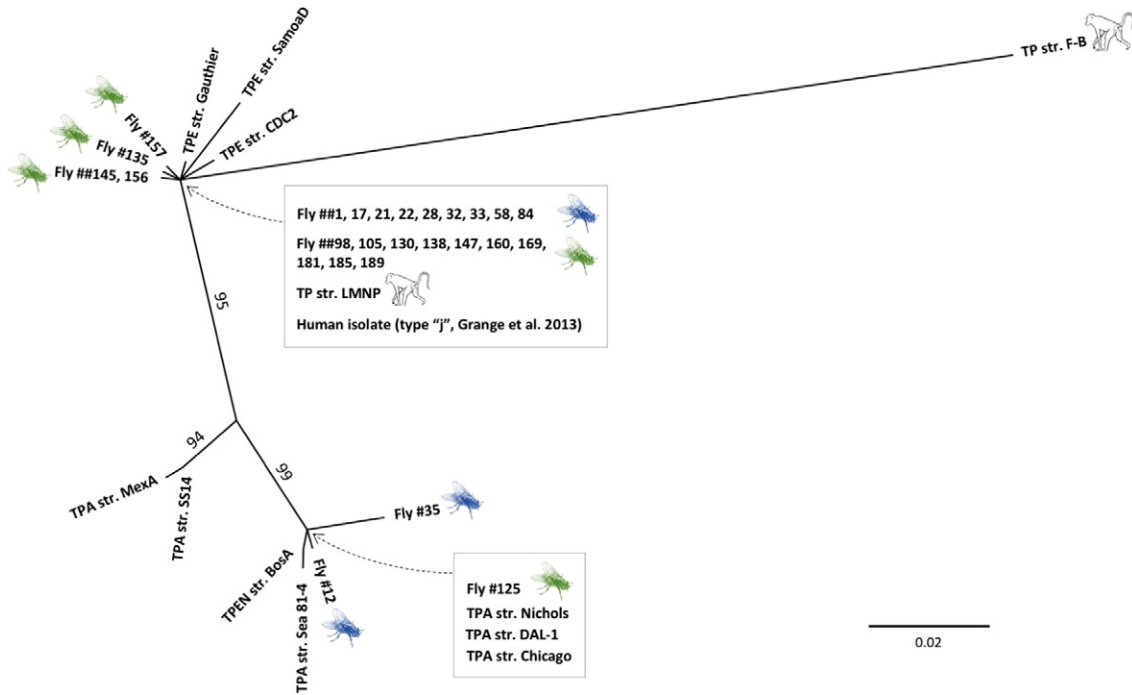 TP str. F-B
TPE str. SamoaD
TPE str. Gauthier
TPE str. CDC2
Fly #157
Fly #135
Fly ##145, 156
Fly ##1, 17, 21, 22, 28, 32, 33, 58, 84
Fly ##98, 105, 130, 138, 147, 160, 169,
181, 185, 189
TP str. LMNP
Human isolate (type “j”, Grange et al. 2013)
95
94
99
TPA str. MexA
TPA str. SS14
Fly #35
TPEN str. BosA
TPA str. Sea 81-4
Fly #12
Fly #125
TPA str. Nichols
TPA str. DAL-1
TPA str. Chicago
0.02